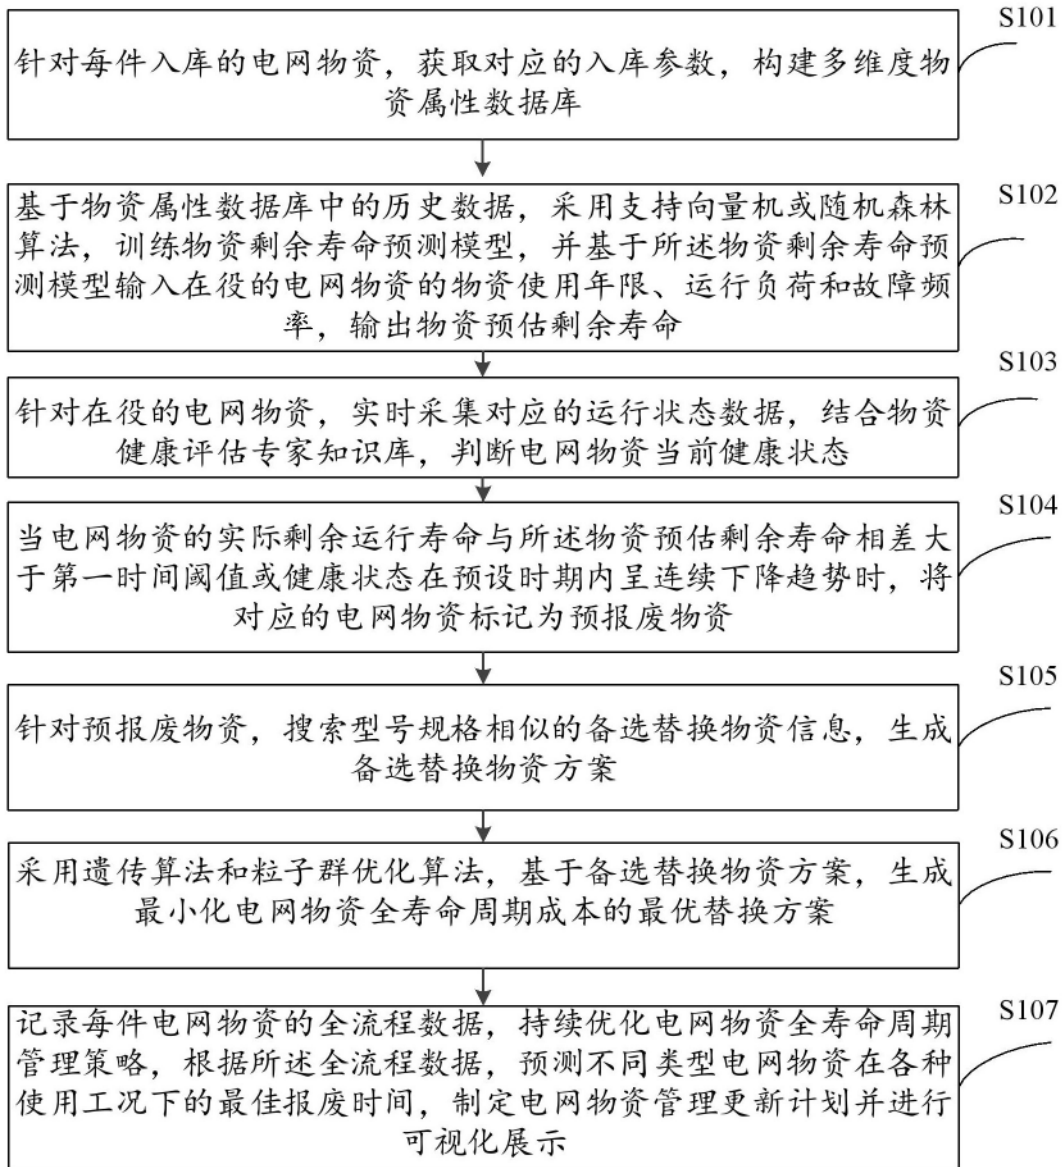 S101
针对每件入库的电网物资，获取对应的入库参数，构建多维度物
资属性数据库
S102
基于物资属性数据库中的历史数据，采用支持向量机或随机森林
算法，训练物资剩余寿命预测模型，并基于所述物资剩余寿命预
测模型输入在役的电网物资的物资使用年限、运行负荷和故障频
率，输出物资预估剩余寿命
S103
针对在役的电网物资，实时采集对应的运行状态数据，结合物资
健康评估专家知识库，判断电网物资当前健康状态
S104
当电网物资的实际剩余运行寿命与所述物资预估剩余寿命相差大
于第一时间阈值或健康状态在预设时期内呈连续下降趋势时，将
对应的电网物资标记为预报废物资
S105
针对预报废物资，搜索型号规格相似的备选替换物资信息，生成
备选替换物资方案
S106
采用遗传算法和粒子群优化算法，基于备选替换物资方案，生成
最小化电网物资全寿命周期成本的最优替换方案
S107
记录每件电网物资的全流程数据，持续优化电网物资全寿命周期
管理策略，根据所述全流程数据，预测不同类型电网物资在各种
使用工况下的最佳报废时间，制定电网物资管理更新计划并进行
可视化展示